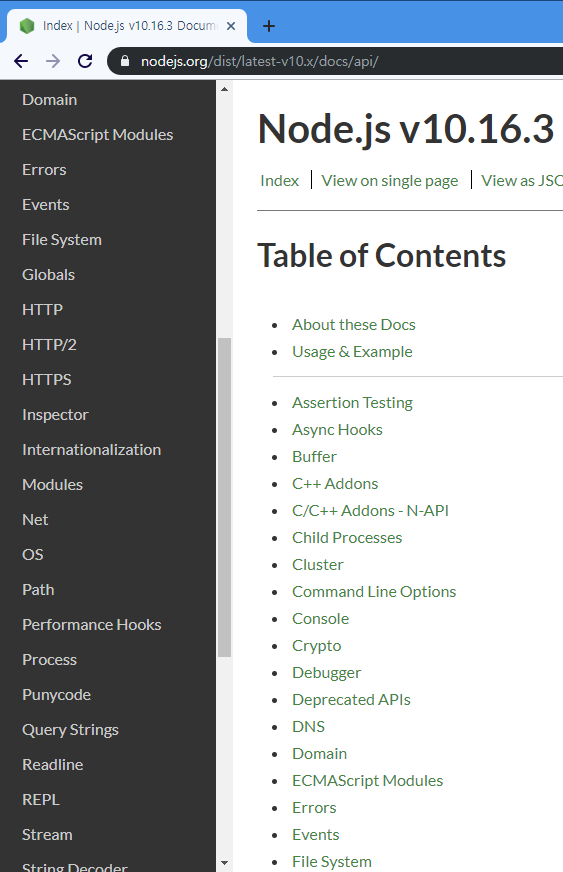 Index | Node.js v10.16.3 Docum
nodejs.org/dist/latest-v10.x/docs/api/
Domain
ECMAScript Modules
Errors
Events
File System
Globals
HTTP
HTTP/2
HTTPS
Inspector
Internationalization
Modules
Net
OS
Path
Performance Hooks
Process
Punycode
Query Strings
Readline
REPL
Stream
String Decoder
Node.js v10.16.3
Index | View on single page | View as JSO
Table of Contents
• About these Docs
• Usage & Example
• Assertion Testing
• Async Hooks
• Buffer
• C++ Addons
• C/C++ Addons - N-API
• Child Processes
• Cluster
• Command Line Options
• Console
• Crypto
• Debugger
• Deprecated APIs
• DNS
• Domain
• ECMAScript Modules
• Errors
• Events
• File System